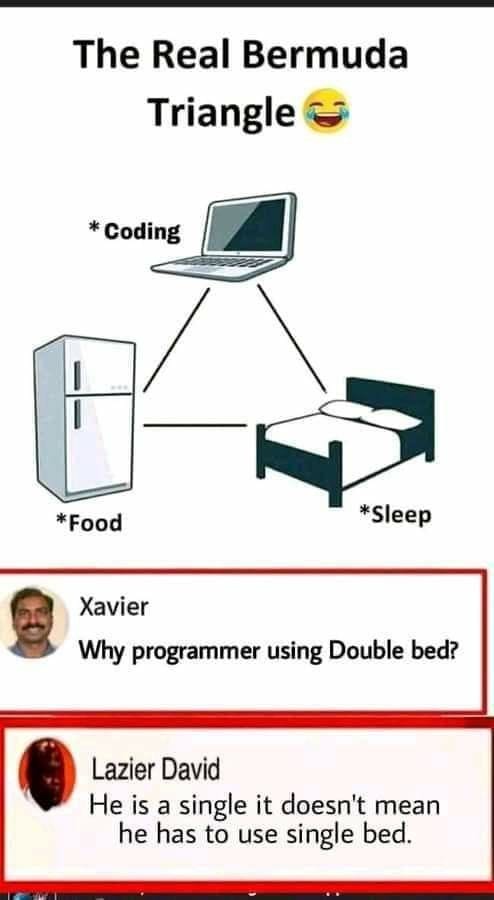 The Real Bermuda
Triangle😂
*Coding
*Food
*Sleep
Xavier
Why programmer using Double bed?
Lazier David
He is a single it doesn't mean
he has to use single bed.